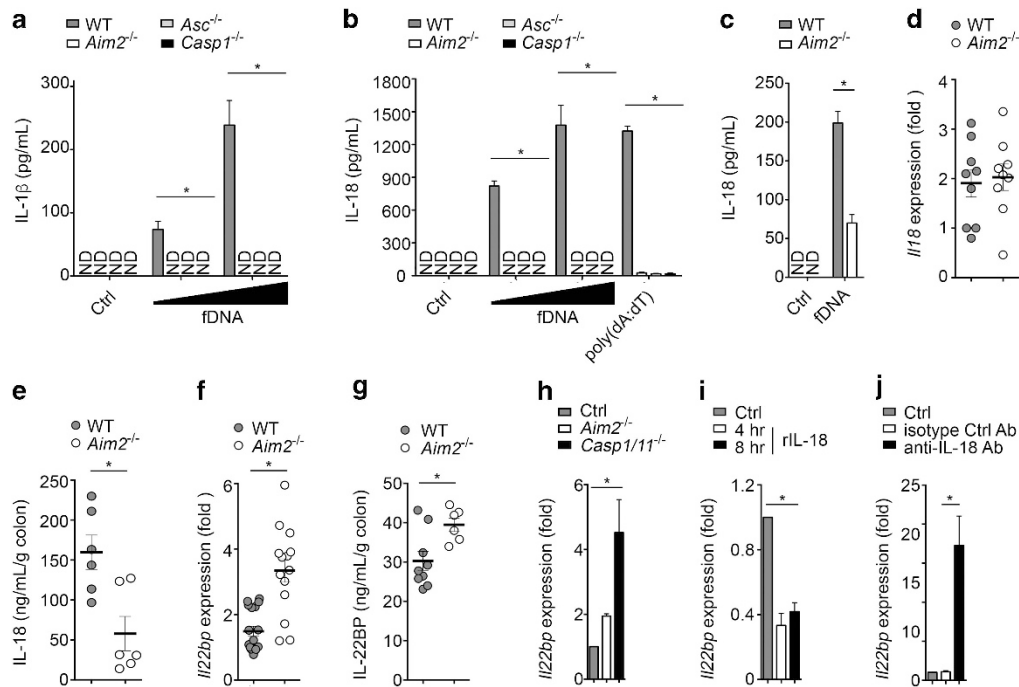 a
WT
Asc-/-
Aim2-/-
Casp1-/-
IL-1β (pg/mL)
300
200
100
0
*
*
ND ND ND ND
ND ND ND
ND ND ND
Ctrl
fDNA
b
WT
Asc-/-
Aim2-/-
Casp1-/-
IL-18 (pg/mL)
1800
1500
1200
900
600
300
0
*
*
*
ND ND ND ND
ND ND ND
ND ND ND
Ctrl
fDNA
poly(dA:dT)
c
WT
Aim2-/-
IL-18 (pg/mL)
250
200
150
100
50
0
*
ND ND
Ctrl
fDNA
d
WT
Aim2-/-
Il18 expression (fold )
4
3
2
1
0
e
WT
Aim2-/-
*
IL-18 (ng/mL/g colon)
250
200
150
100
50
0
f
WT
Aim2-/-
*
Il22bp expression (fold )
6
4
2
0
g
WT
Aim2-/-
*
IL-22BP (ng/mL/g colon)
50
40
30
20
10
0
h
Ctrl
Aim2-/-
Casp1/11-/-
*
Il22bp expression (fold)
6
4
2
0
i
Ctrl
4 hr
8 hr
rIL-18
*
Il22bp expression (fold)
1.2
0.8
0.4
0
j
Ctrl
isotype Ctrl Ab
anti-IL-18 Ab
*
Il22bp expression (fold)
25
20
15
10
5
0